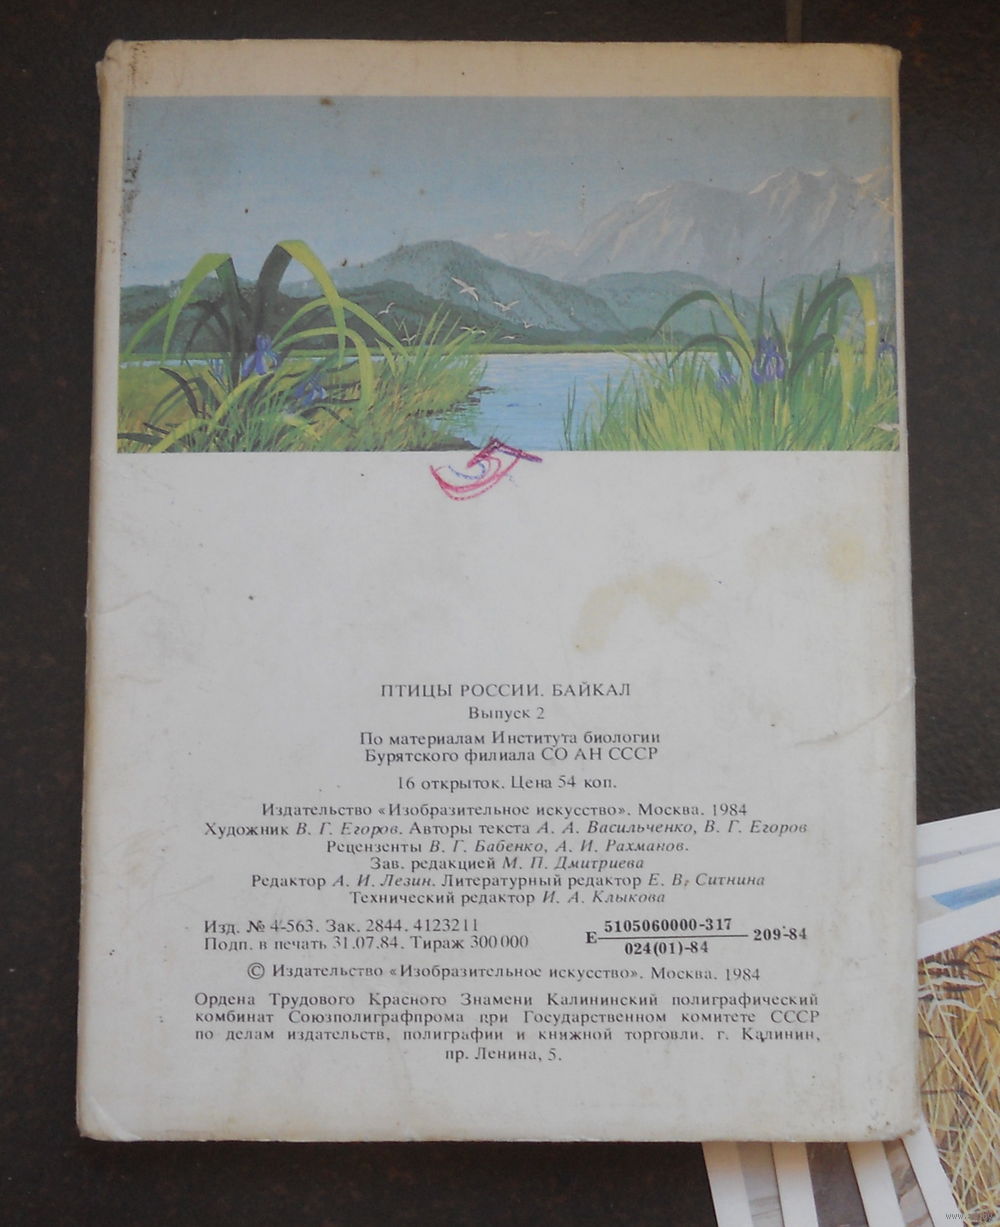 ПТИЦЫ РОССИИ. БАЙКАЛ
Выпуск 2
По материалам Института биологии
Бурятского филиала СО АН СССР
16 открыток. Цена 54 коп.
Издательство «Изобразительное искусство». Москва. 1984
Художник В. Г. Егоров. Авторы текста А. А. Васильченко, В. Г. Егоров
Рецензенты В. Г. Бабенко, А. И. Рахманов.
Зав. редакцией М. П. Дмитриева
Редактор А. И. Лезин. Литературный редактор Е. В. Ситнина
Технический редактор И. А. Клыкова
Изд. № 4-563. Зак. 2844. 4123211
Подп. в печать 31.07.84. Тираж 300 000
Е 5105060000-317 209-84
024(01)-84
© Издательство «Изобразительное искусство». Москва. 1984
Ордена Трудового Красного Знамени Калининский полиграфический
комбинат Союзполиграфпрома при Государственном комитете СССР
по делам издательств, полиграфии и книжной торговли. г. Калинин,
пр. Ленина, 5.